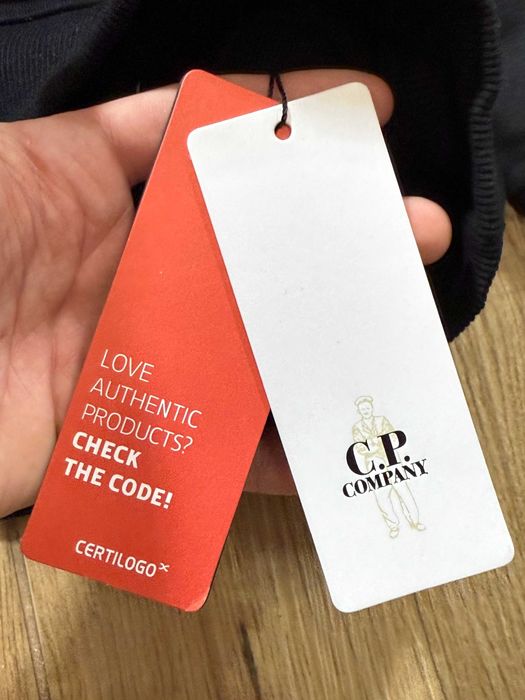 LOVE
AUTHENTIC
PRODUCTS?
CHECK
THE CODE!
CERTILOGO
C.P.
COMPANY